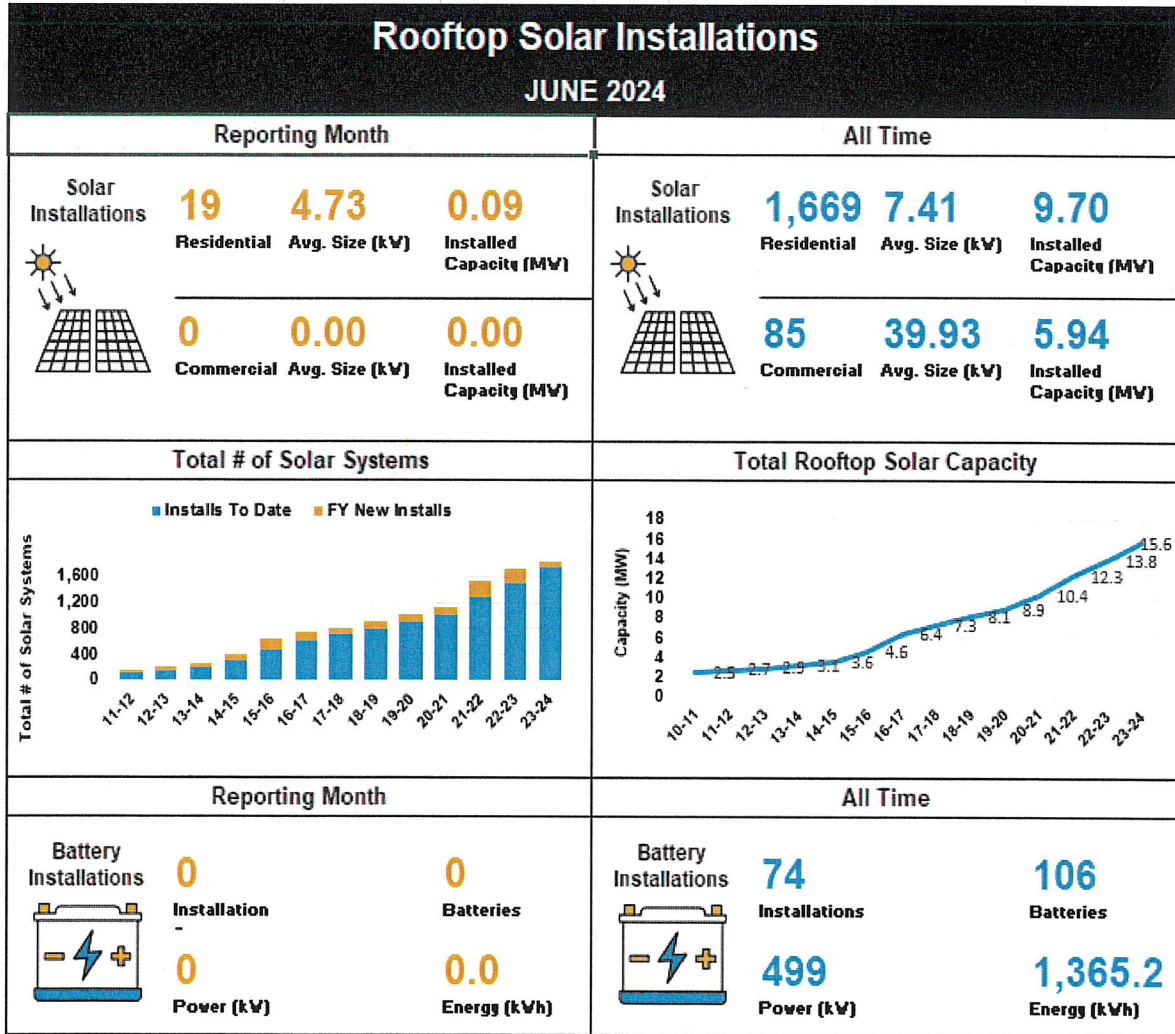 Rooftop Solar Installations
JUNE 2024
Reporting Month
Solar
Installations
19 4.73 0.09
Residential Avg. Size (kW) Installed
Capacity (MW)
0 0.00 0.00
Commercial Avg. Size (kW) Installed
Capacity (MW)
All Time
Solar
Installations
1,669 7.41 9.70
Residential Avg. Size (kW) Installed
Capacity (MW)
85 39.93 5.94
Commercial Avg. Size (kW) Installed
Capacity (MW)
Total # of Solar Systems
Installs To Date FY New Installs
Total # of Solar Systems
1,600
1,200
800
400
0
11-12 12-13 13-14 14-15 15-16 16-17 17-18 18-19 19-20 20-21 21-22 22-23 23-24
Total Rooftop Solar Capacity
Capacity (MW)
18
16
14
12
10
8
6
4
2
0
2.5 2.7 2.9 3.1 3.6 4.6 6.4 7.3 8.1 8.9 10.4 12.3 13.8 15.6
10-11 11-12 12-13 13-14 14-15 15-16 16-17 17-18 18-19 19-20 20-21 21-22 22-23 23-24
Reporting Month
Battery
Installations
0 0
Installation Batteries
-
0 0.0
Power (kW) Energy (kWh)
All Time
Battery
Installations
74 106
Installations Batteries
499 1,365.2
Power (kW) Energy (kWh)